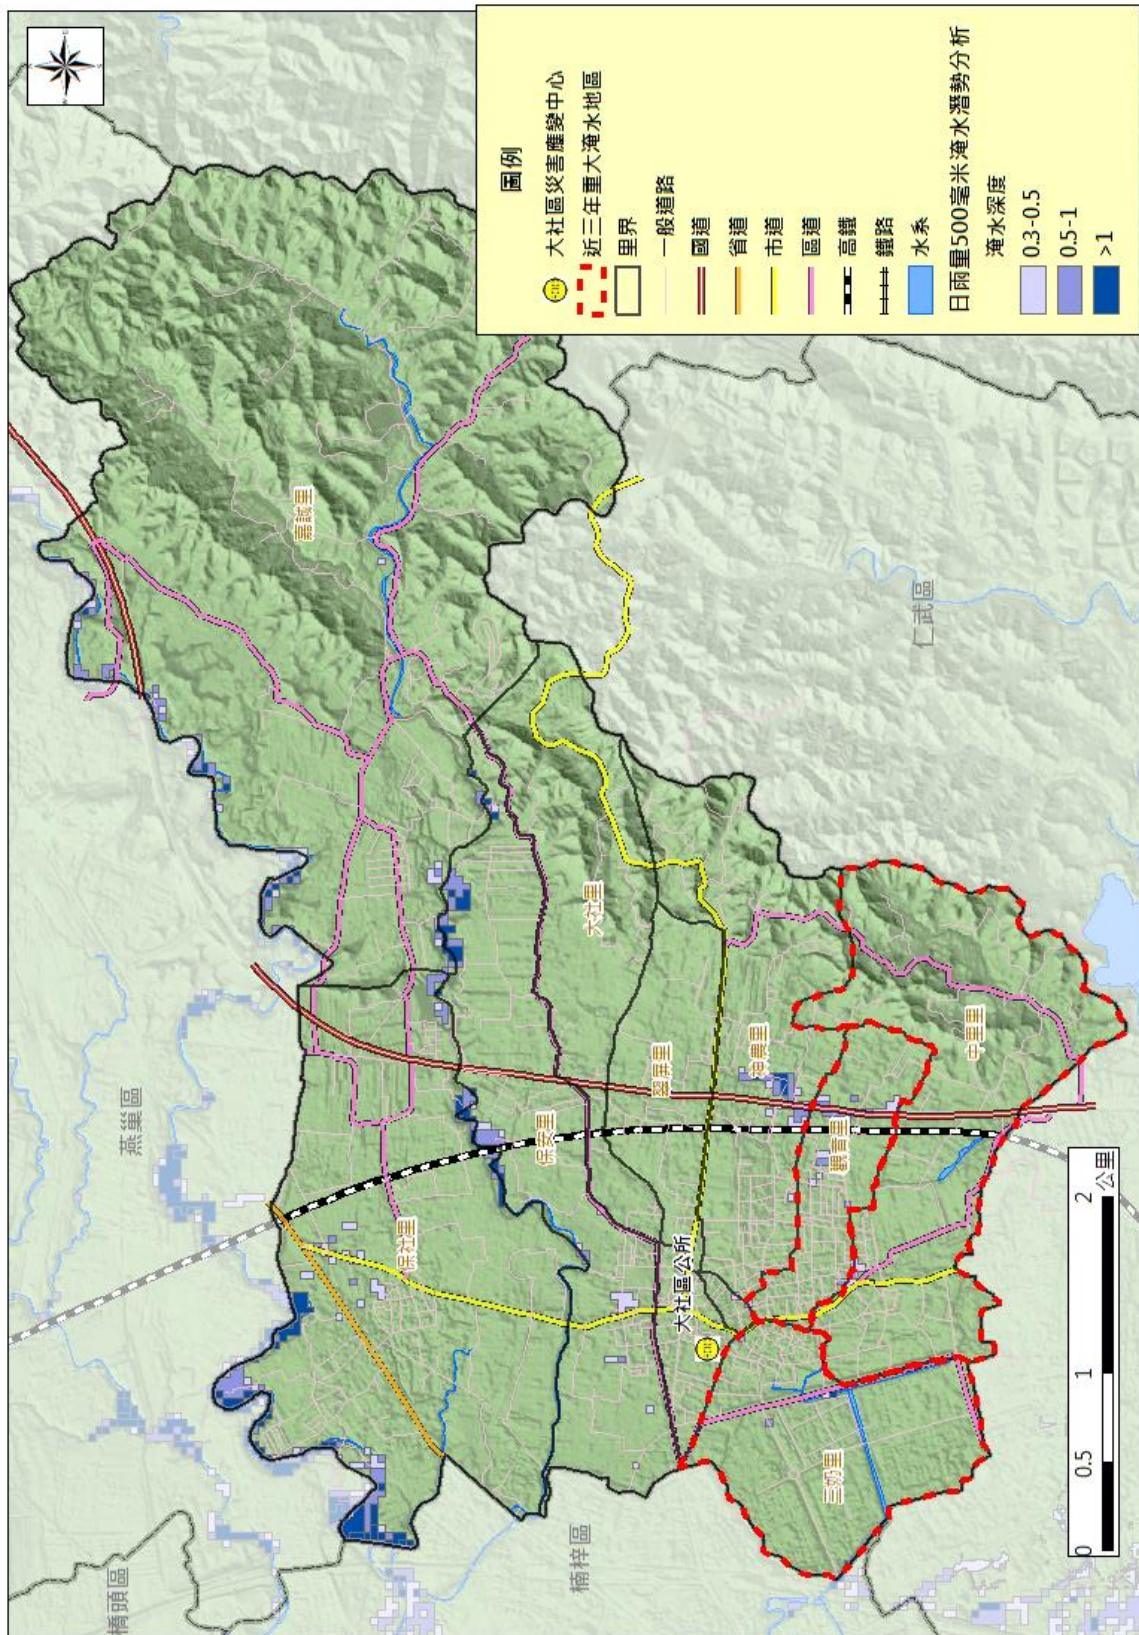 圖例
大社區災害應變中心
近三年重大淹水地區
里界
一般道路
國道
省道
市道
區道
高鐵
鐵路
水系
日雨量500毫米淹水潛勢分析
淹水深度
0.3-0.5
0.5-1
>1
橋頭區
燕巢區
楠梓區
仁武區
嘉誠里
保社里
保安里
大社里
翠屏里
神農里
觀音里
中里里
三奶里
大社區公所
0 0.5 1 2
公里